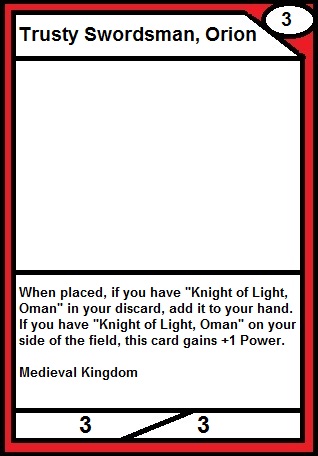 3
Trusty Swordsman, Orion
When placed, if you have "Knight of Light,
Oman" in your discard, add it to your hand.
If you have "Knight of Light, Oman" on your
side of the field, this card gains +1 Power.
Medieval Kingdom
3 / 3